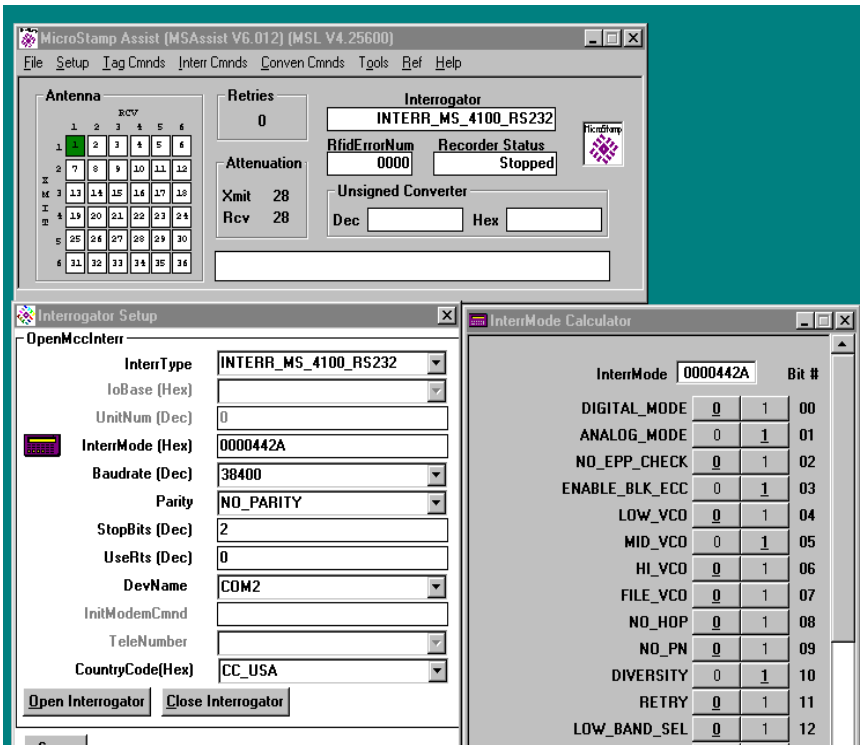 MicroStamp Assist (MSAssist V6.012) (MSL V4.25600)
File Setup Tag Cmnds Interr Cmnds Conven Cmnds Tools Ref Help
Antenna
RCV
1 2 3 4 5 6
XMIT
1 1 2 3 4 5 6
2 7 8 9 10 11 12
3 13 14 15 16 17 18
4 19 20 21 22 23 24
5 25 26 27 28 29 30
6 31 32 33 34 35 36
Retries
0
Attenuation
Xmit 28
Rcv 28
Interrogator
INTERR_MS_4100_RS232
RfidErrorNum Recorder Status
0000 Stopped
MicroStamp
Unsigned Converter
Dec Hex
Interrogator Setup
OpenMccInterr
InterrType INTERR_MS_4100_RS232
IoBase (Hex)
UnitNum (Dec) 0
InterrMode (Hex) 0000442A
Baudrate (Dec) 38400
Parity NO_PARITY
StopBits (Dec) 2
UseRts (Dec) 0
DevName COM2
InitModemCmnd
TeleNumber
CountryCode(Hex) CC_USA
Open Interrogator Close Interrogator
InterrMode Calculator
InterrMode 0000442A Bit #
DIGITAL_MODE 0 1 00
ANALOG_MODE 0 1 01
NO_EPP_CHECK 0 1 02
ENABLE_BLK_ECC 0 1 03
LOW_VCO 0 1 04
MID_VCO 0 1 05
HI_VCO 0 1 06
FILE_VCO 0 1 07
NO_HOP 0 1 08
NO_PN 0 1 09
DIVERSITY 0 1 10
RETRY 0 1 11
LOW_BAND_SEL 0 1 12